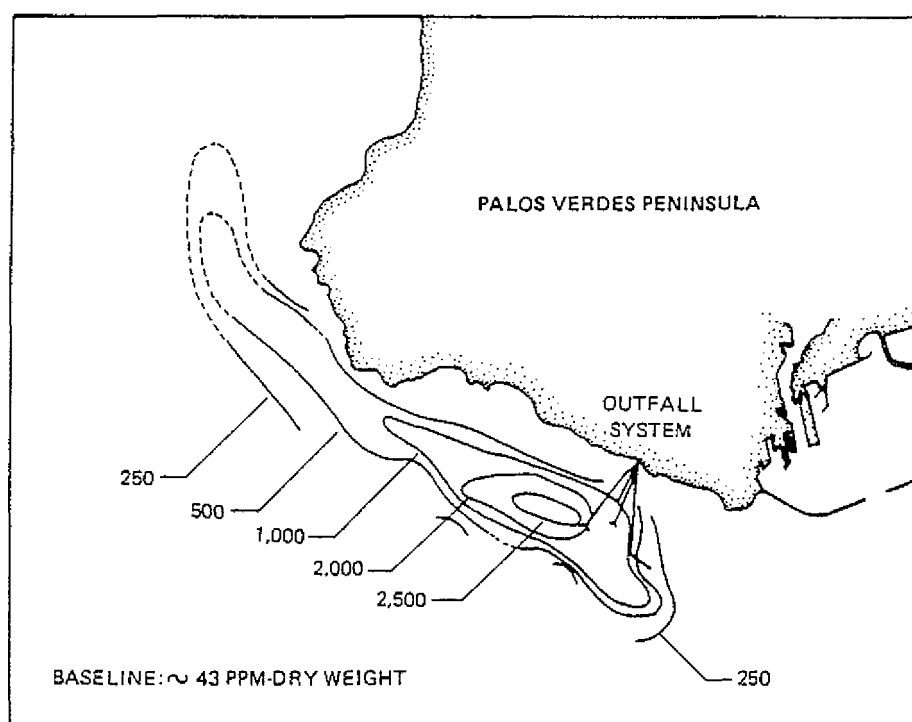 PALOS VERDES PENINSULA
OUTFALL
SYSTEM
250
500
1,000
2,000
2,500
250
BASELINE: ~ 43 PPM-DRY WEIGHT